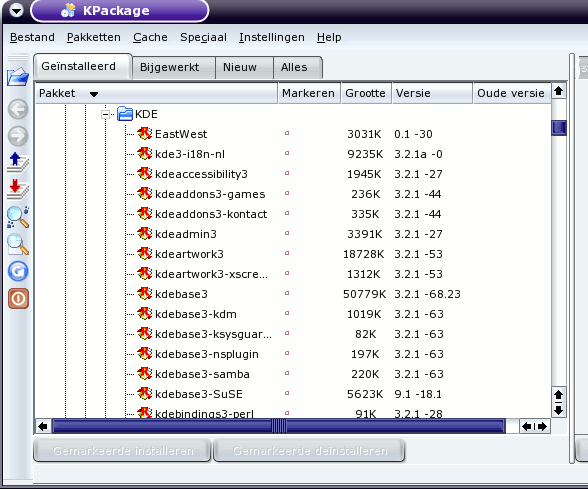 KPackage
Bestand Pakketten Cache Speciaal Instellingen Help
Geïnstalleerd Bijgewerkt Nieuw Alles
Pakket Markeren Grootte Versie Oude versie
KDE
EastWest 3031K 0.1 -30
kde3-i18n-nl 9235K 3.2.1a -0
kdeaccessibility3 1945K 3.2.1 -27
kdeaddons3-games 236K 3.2.1 -44
kdeaddons3-kontact 335K 3.2.1 -44
kdeadmin3 3391K 3.2.1 -27
kdeartwork3 18728K 3.2.1 -53
kdeartwork3-xscre... 1312K 3.2.1 -53
kdebase3 50779K 3.2.1 -68.23
kdebase3-kdm 1019K 3.2.1 -63
kdebase3-ksysguar... 82K 3.2.1 -63
kdebase3-nsplugin 197K 3.2.1 -63
kdebase3-samba 220K 3.2.1 -63
kdebase3-SuSE 5623K 9.1 -18.1
kdebindings3-perl 91K 3.2.1 -28
Gemarkeerde installeren Gemarkeerde deïnstalleren